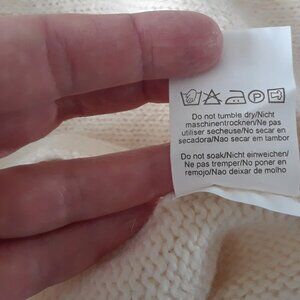 Do not tumble dry/Nicht
maschinentrocknen/Ne pas
utiliser secheuse/No secar en
secadora/Nao secar em tambor
Do not soak/Nicht einweichen/
Ne pas tremper/No poner en
remojo/Nao deixar de molho